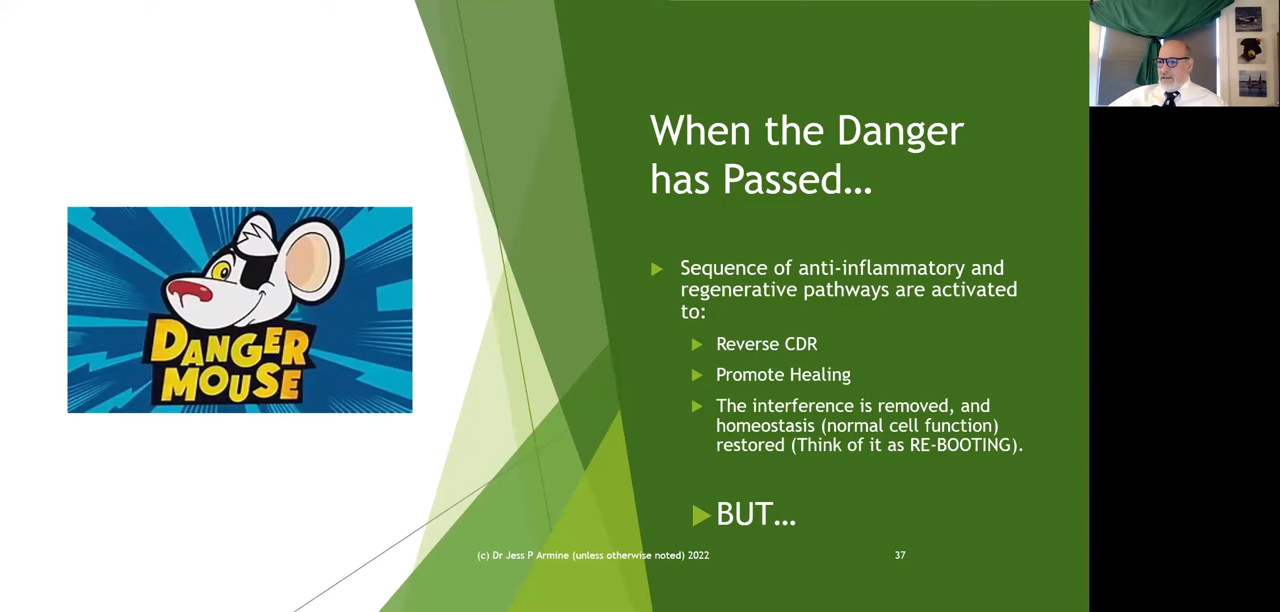 When the Danger
has Passed…
DANGER
MOUSE
Sequence of anti-inflammatory and
regenerative pathways are activated
to:
Reverse CDR
Promote Healing
The interference is removed, and
homeostasis (normal cell function)
restored (Think of it as RE-BOOTING).
BUT…
(c) Dr Jess P Armine (unless otherwise noted) 2022
37